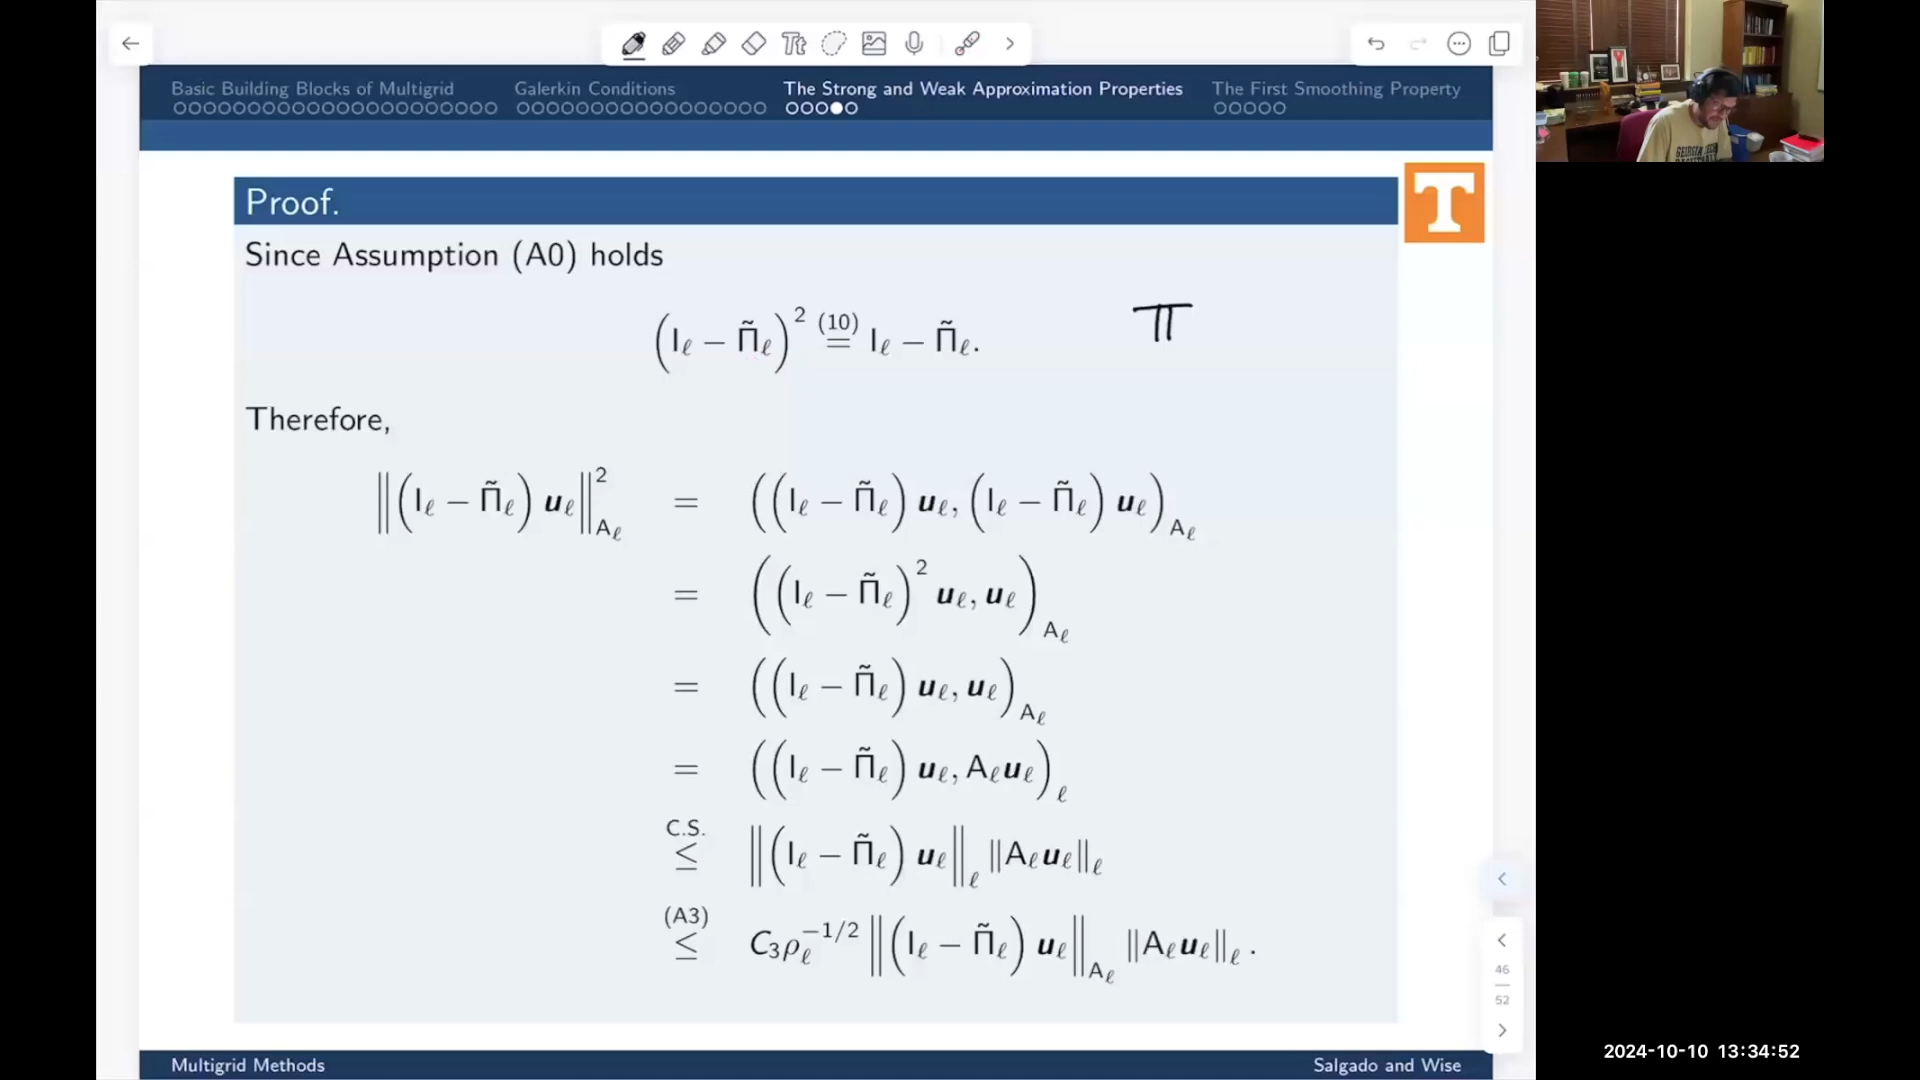 Basic Building Blocks of Multigrid Galerkin Conditions The Strong and Weak Approximation Properties The First Smoothing Property
T
Proof.
Since Assumption (A0) holds
(I_ℓ − Π̃_ℓ)² (10)= I_ℓ − Π̃_ℓ. π
Therefore,
‖(I_ℓ − Π̃_ℓ) u_ℓ‖²_{A_ℓ} = ((I_ℓ − Π̃_ℓ) u_ℓ, (I_ℓ − Π̃_ℓ) u_ℓ)_{A_ℓ}
= ((I_ℓ − Π̃_ℓ)² u_ℓ, u_ℓ)_{A_ℓ}
= ((I_ℓ − Π̃_ℓ) u_ℓ, u_ℓ)_{A_ℓ}
= ((I_ℓ − Π̃_ℓ) u_ℓ, A_ℓ u_ℓ)_ℓ
C.S. ≤ ‖(I_ℓ − Π̃_ℓ) u_ℓ‖_ℓ ‖A_ℓ u_ℓ‖_ℓ
(A3) ≤ C₃ρ_ℓ^{−1/2} ‖(I_ℓ − Π̃_ℓ) u_ℓ‖_{A_ℓ} ‖A_ℓ u_ℓ‖_ℓ .
46
52
Multigrid Methods Salgado and Wise
2024-10-10 13:34:52